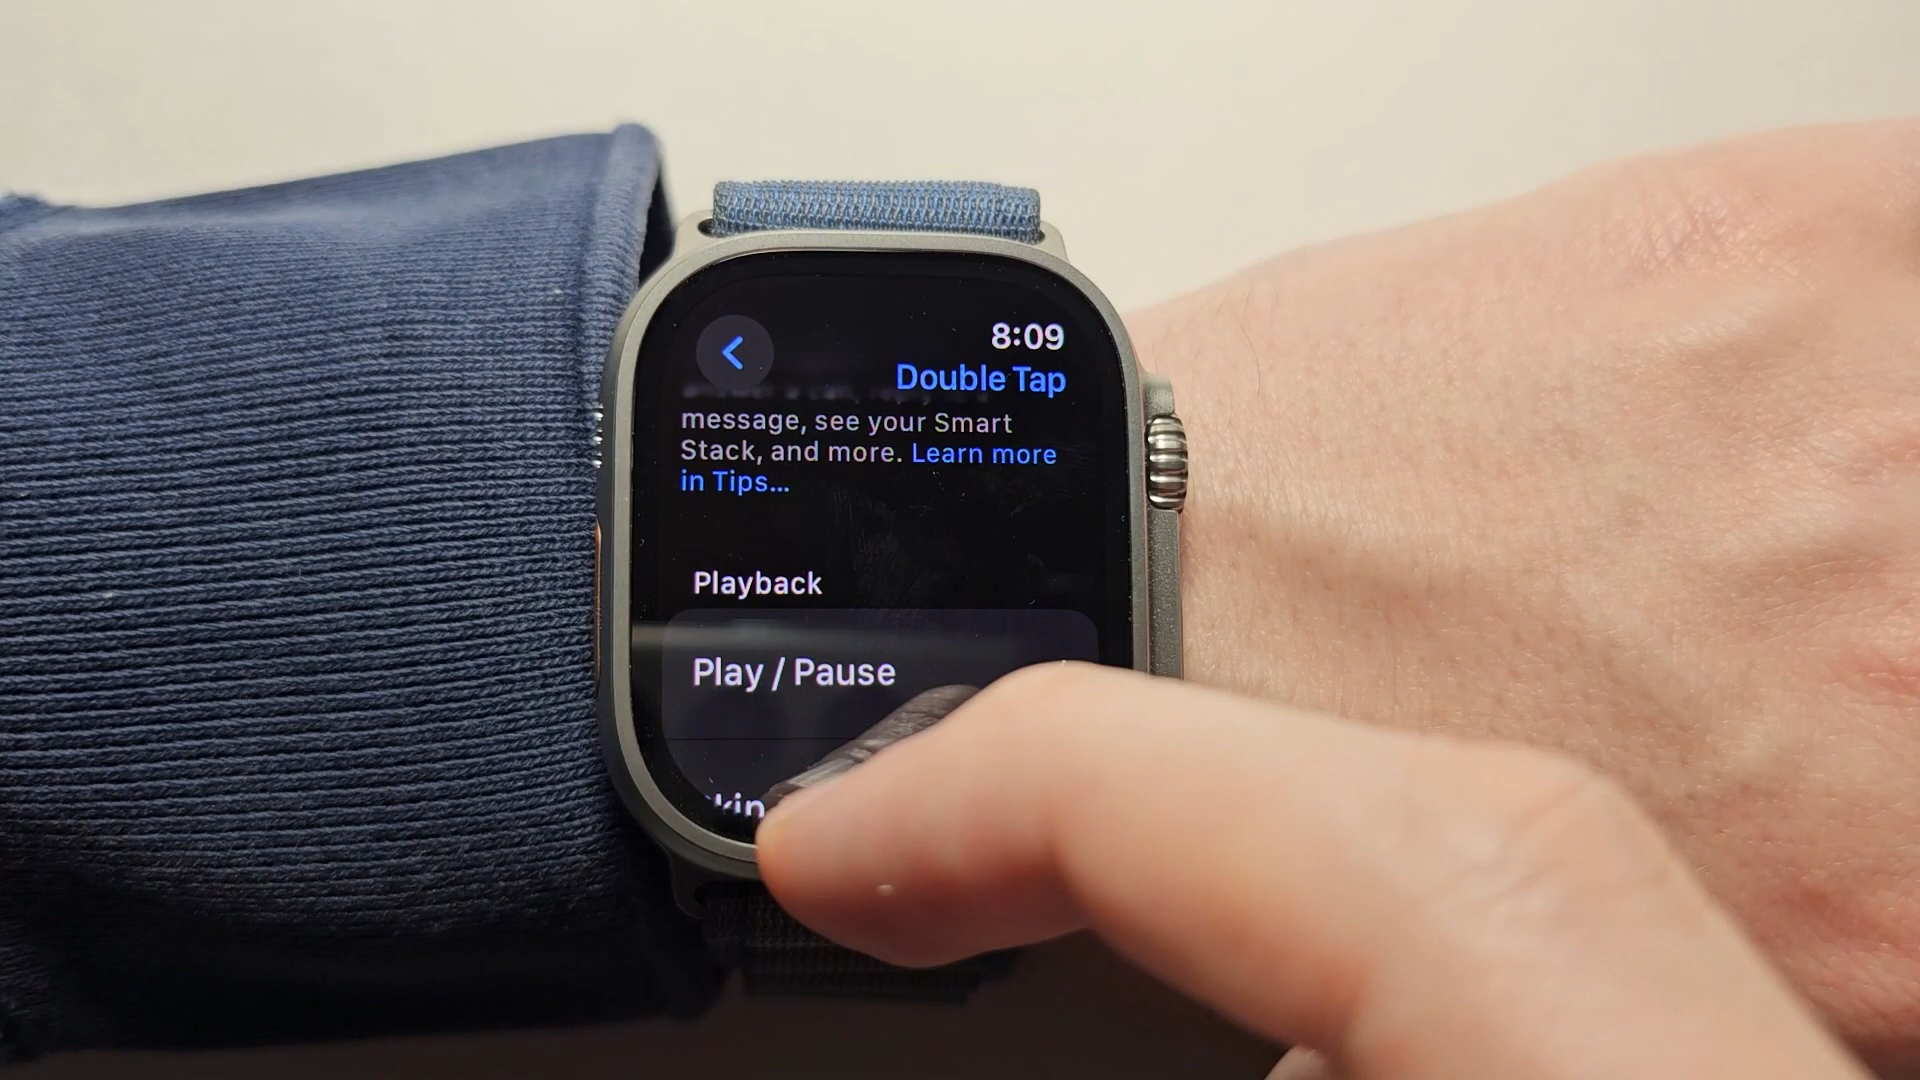 8:09
Double Tap
message, see your Smart
Stack, and more. Learn more
in Tips...
Playback
Play / Pause